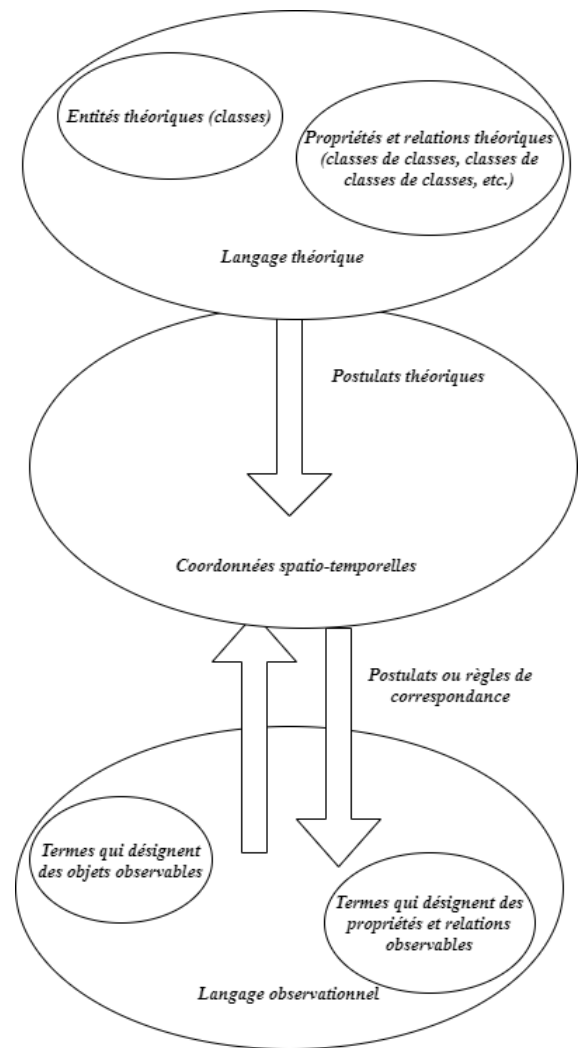 Entités théoriques (classes)
Propriétés et relations théoriques
(classes de classes, classes de
classes de classes, etc.)
Langage théorique
Postulats théoriques
Coordonnées spatio-temporelles
Postulats ou règles de
correspondance
Termes qui désignent
des objets observables
Termes qui désignent des
propriétés et relations
observables
Langage observationnel